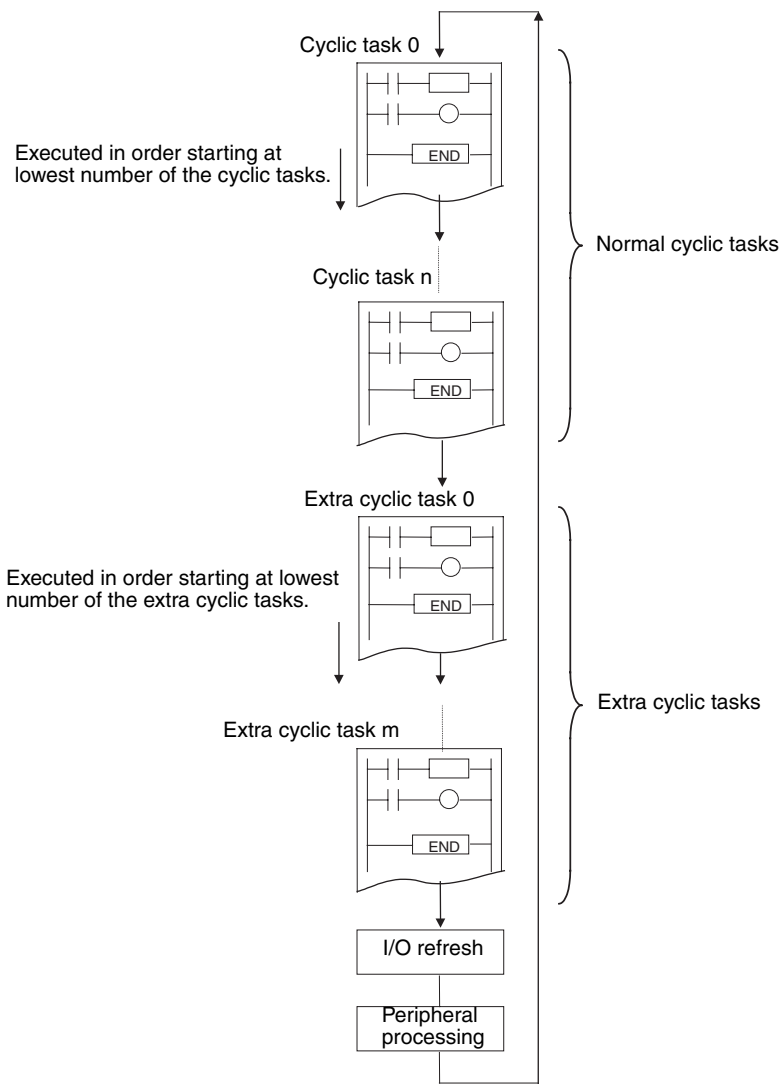 Cyclic task 0
END
Executed in order starting at
lowest number of the cyclic tasks.
Normal cyclic tasks
Cyclic task n
END
Extra cyclic task 0
Executed in order starting at lowest
number of the extra cyclic tasks.
END
Extra cyclic tasks
Extra cyclic task m
END
I/O refresh
Peripheral
processing